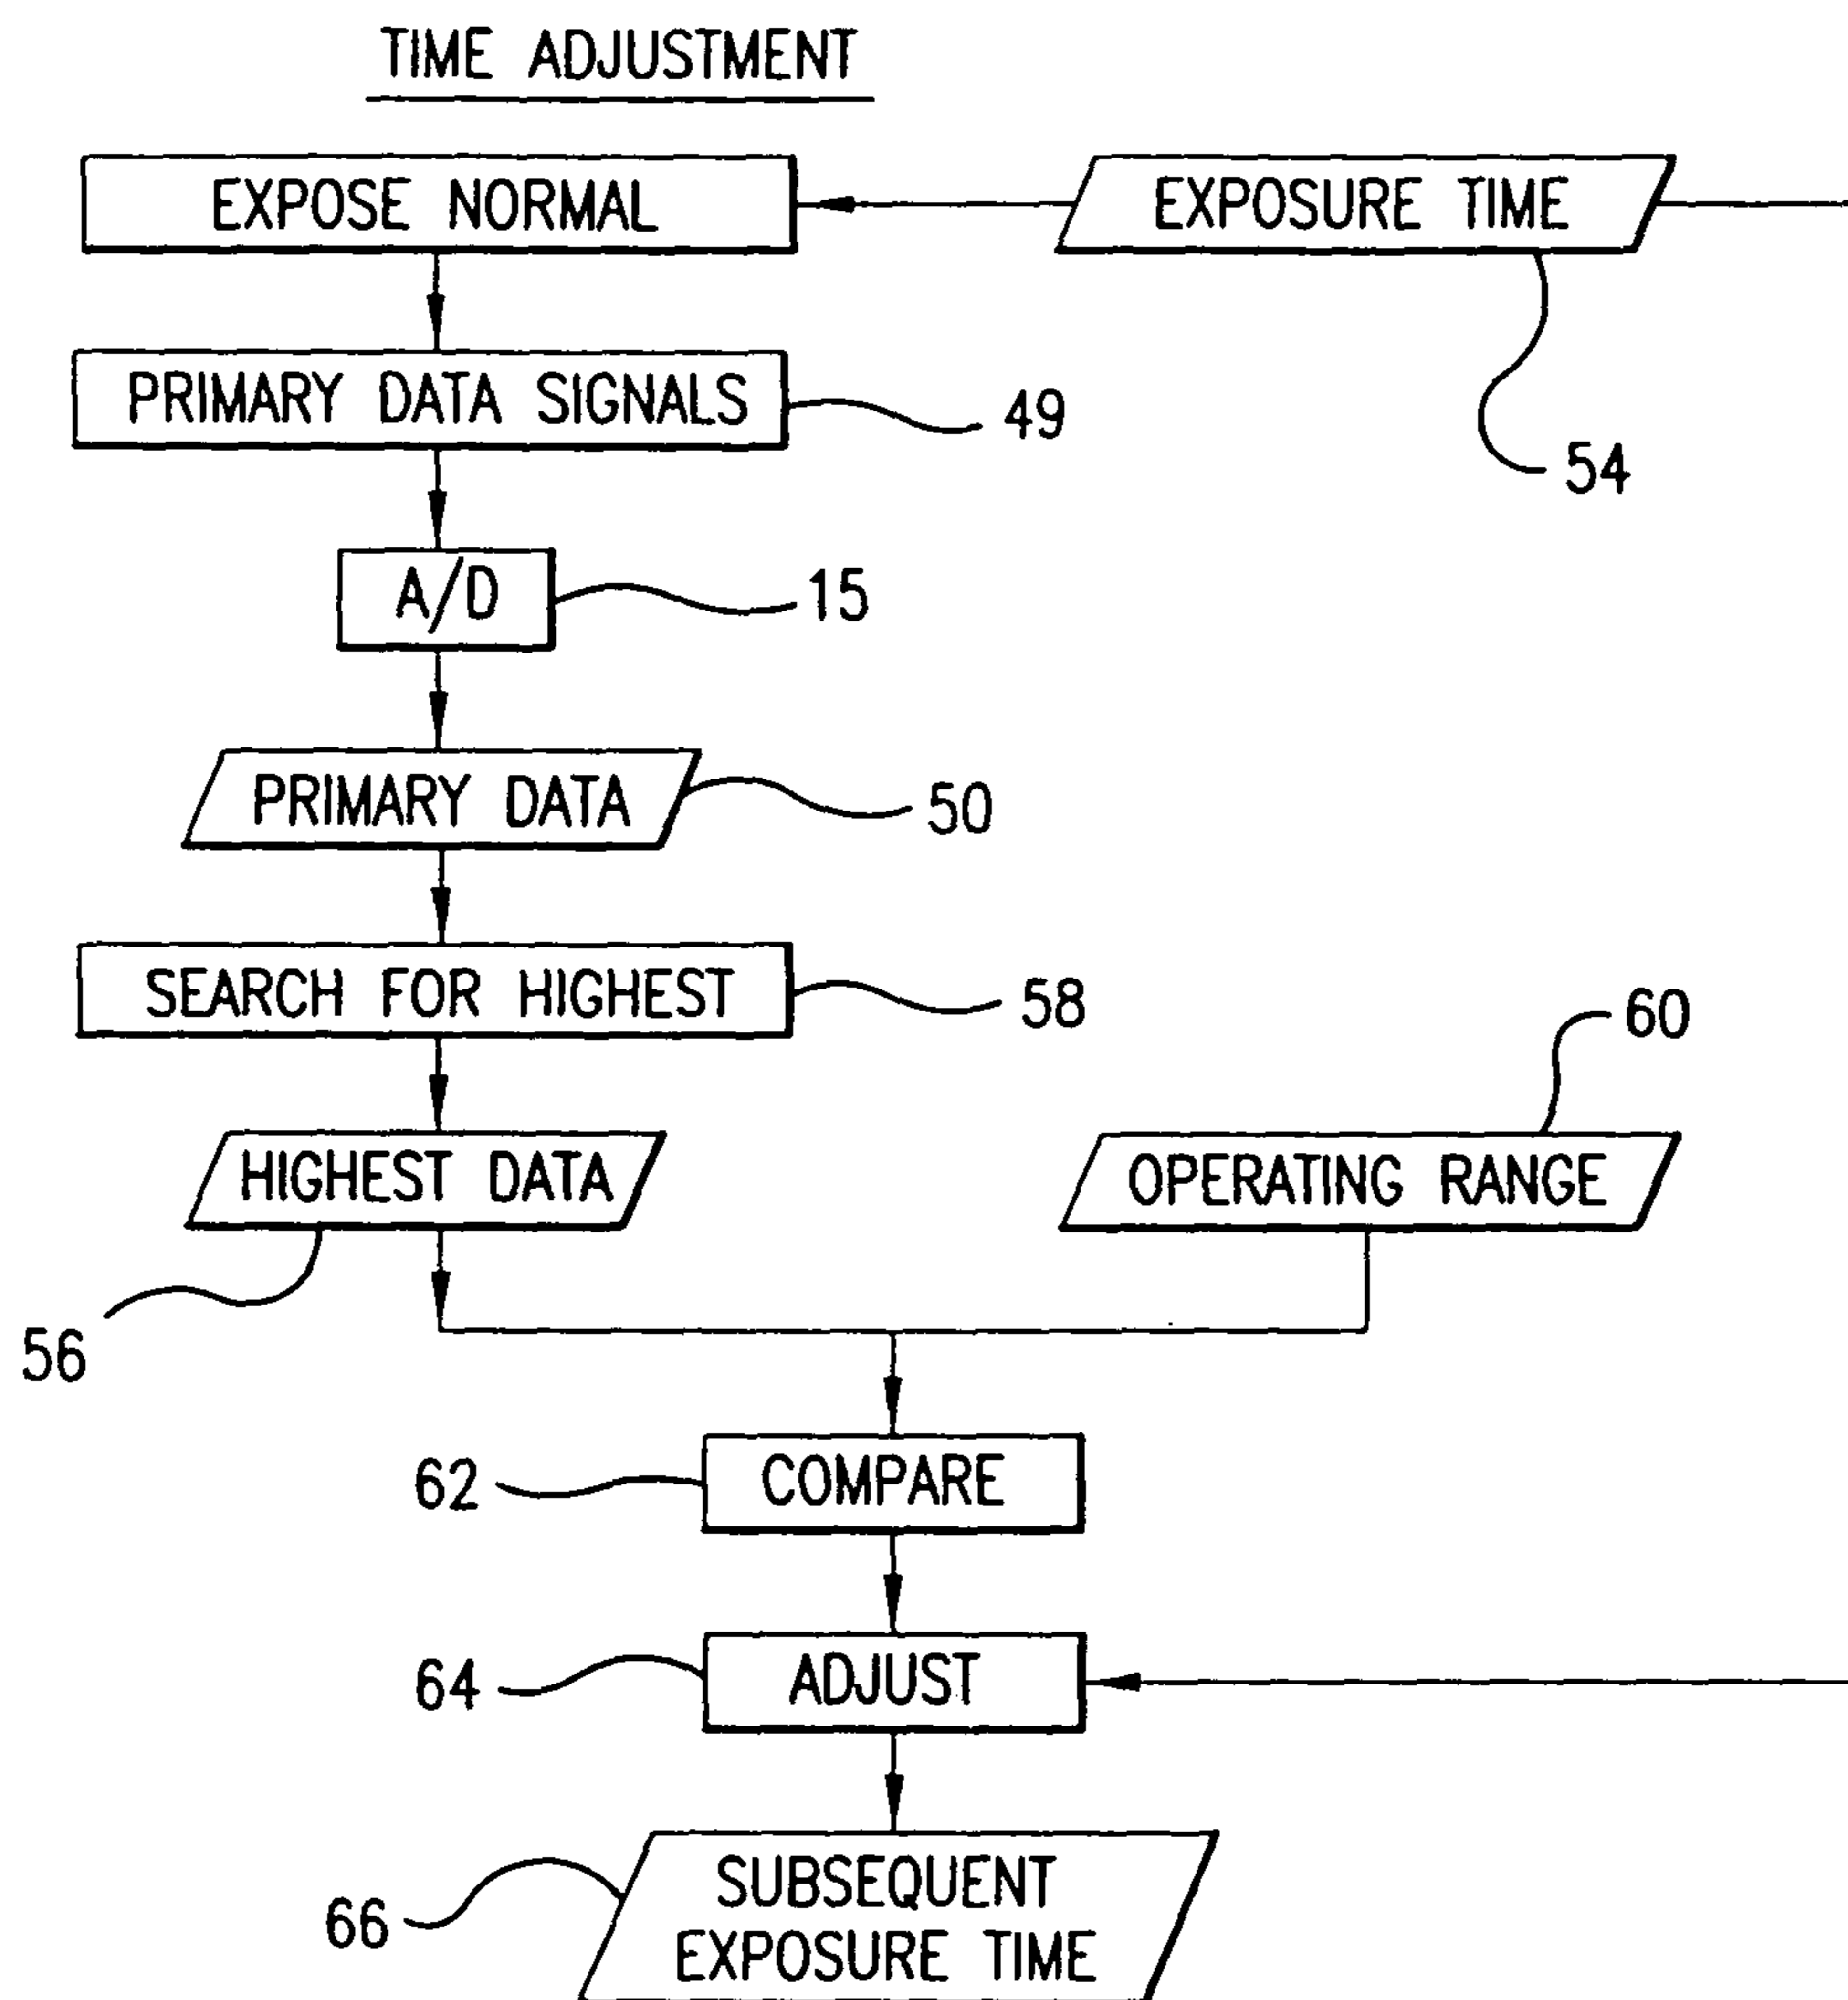 TIME ADJUSTMENT
EXPOSE NORMAL
EXPOSURE TIME
PRIMARY DATA SIGNALS
49
54
A/D
15
PRIMARY DATA
50
SEARCH FOR HIGHEST
58
60
HIGHEST DATA
OPERATING RANGE
56
COMPARE
62
ADJUST
64
SUBSEQUENT
EXPOSURE TIME
66